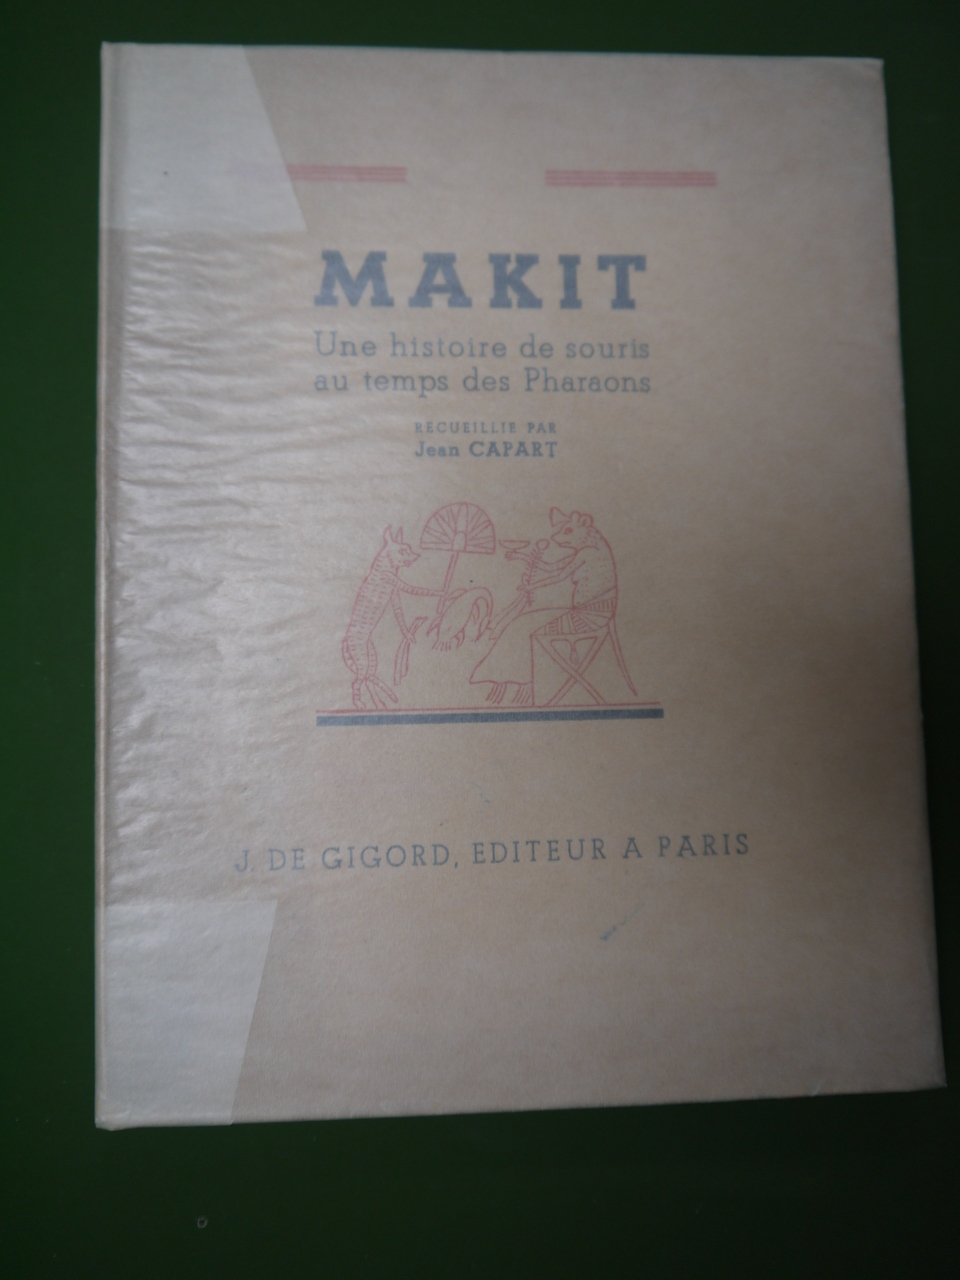 MAKIT
Une histoire de souris
au temps des Pharaons
RECUEILLIE PAR
Jean CAPART
J. DE GIGORD, EDITEUR A PARIS